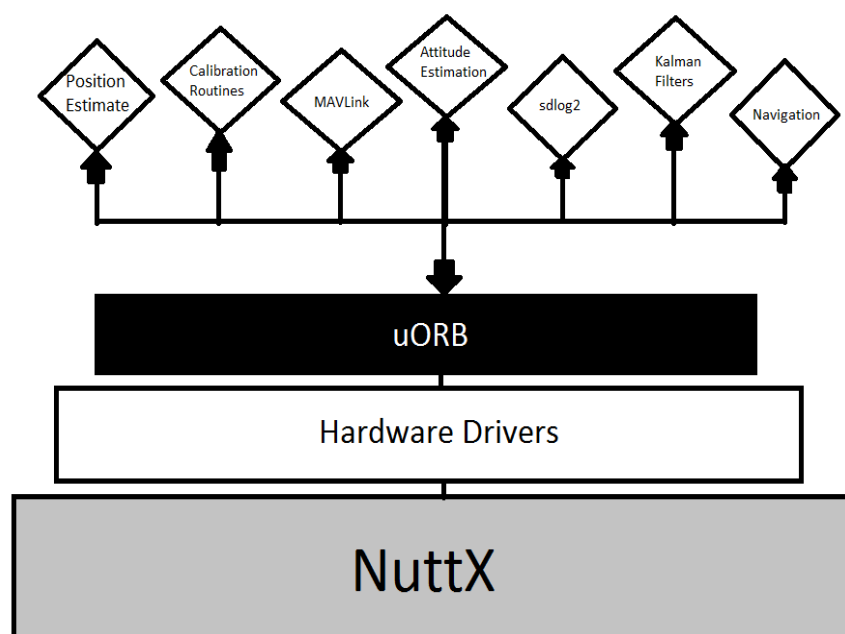 Position
Estimate
Calibration
Routines
MAVLink
Attitude
Estimation
sdlog2
Kalman
Filters
Navigation
uORB
Hardware Drivers
NuttX